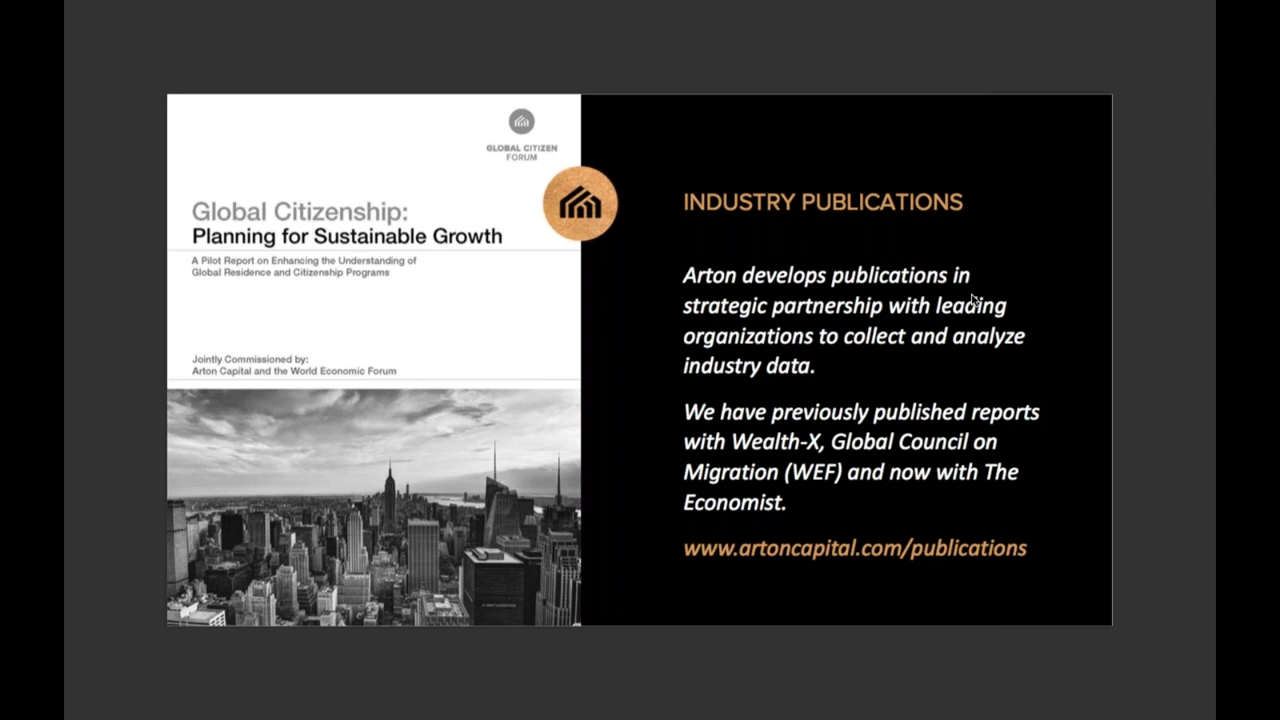 GLOBAL CITIZEN
FORUM
Global Citizenship:
Planning for Sustainable Growth
A Pilot Report on Enhancing the Understanding of
Global Residence and Citizenship Programs
Jointly Commissioned by:
Arton Capital and the World Economic Forum
INDUSTRY PUBLICATIONS
Arton develops publications in
strategic partnership with leading
organizations to collect and analyze
industry data.
We have previously published reports
with Wealth-X, Global Council on
Migration (WEF) and now with The
Economist.
www.artoncapital.com/publications